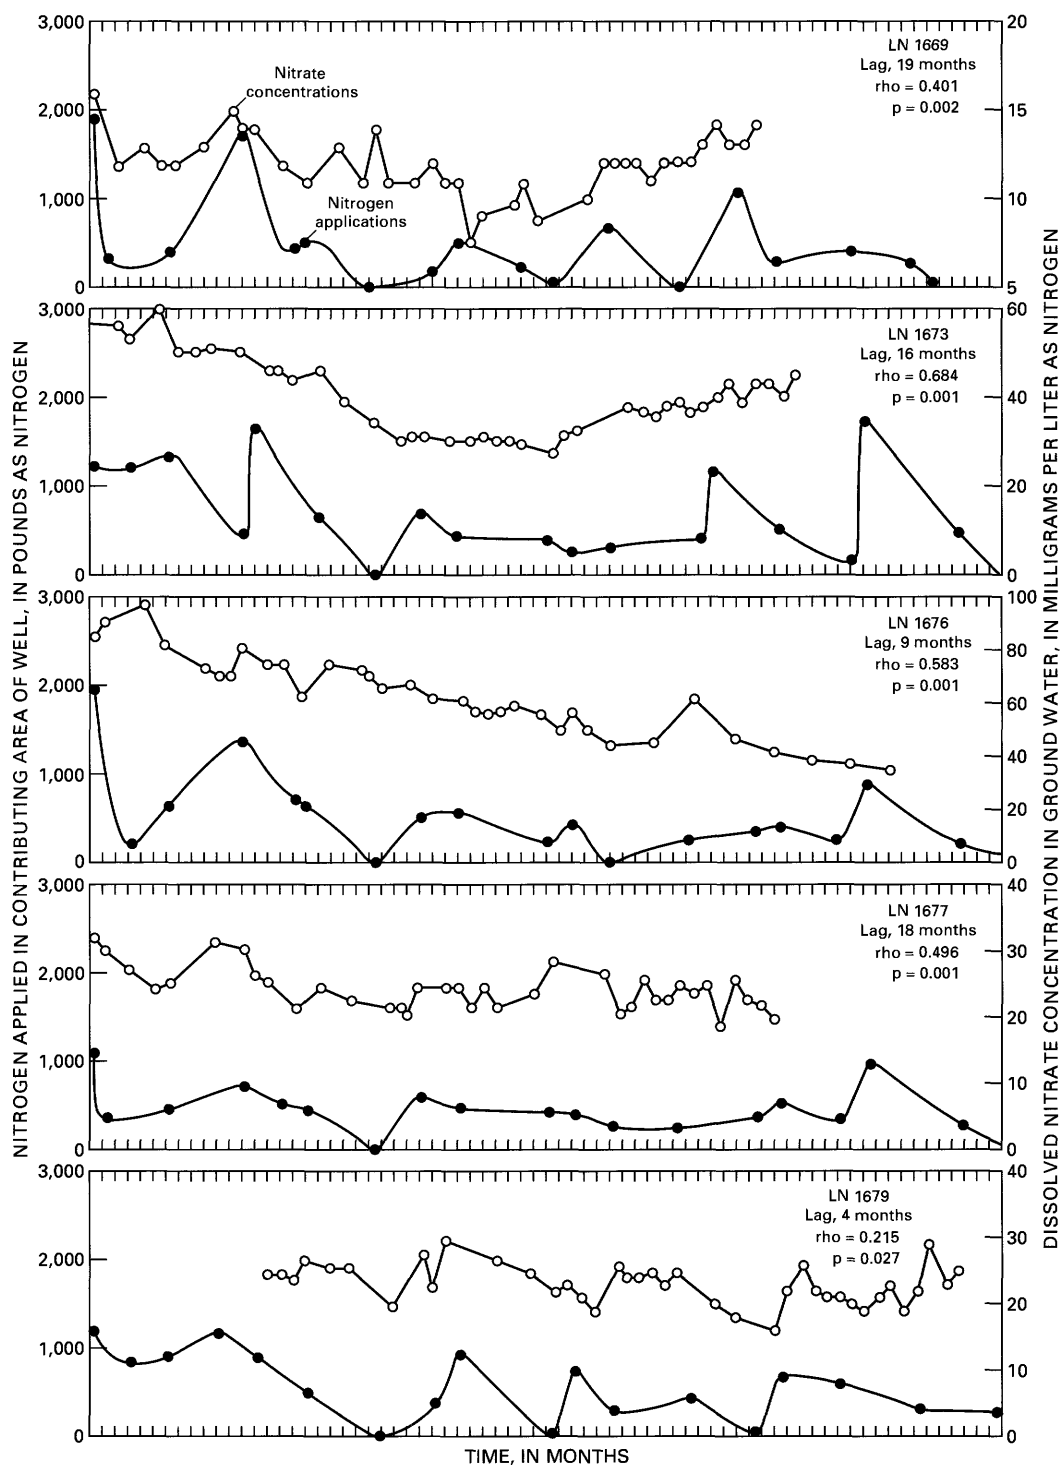 NITROGEN APPLIED IN CONTRIBUTING AREA OF WELL, IN POUNDS AS NITROGEN
DISSOLVED NITRATE CONCENTRATION IN GROUND WATER, IN MILLIGRAMS PER LITER AS NITROGEN
3,000
2,000
1,000
0
20
15
10
5
Nitrate
concentrations
Nitrogen
applications
LN 1669
Lag, 19 months
rho = 0.401
p = 0.002
3,000
2,000
1,000
0
60
40
20
0
LN 1673
Lag, 16 months
rho = 0.684
p = 0.001
3,000
2,000
1,000
0
100
80
60
40
20
0
LN 1676
Lag, 9 months
rho = 0.583
p = 0.001
3,000
2,000
1,000
0
40
30
20
10
0
LN 1677
Lag, 18 months
rho = 0.496
p = 0.001
3,000
2,000
1,000
0
40
30
20
10
0
LN 1679
Lag, 4 months
rho = 0.215
p = 0.027
TIME, IN MONTHS